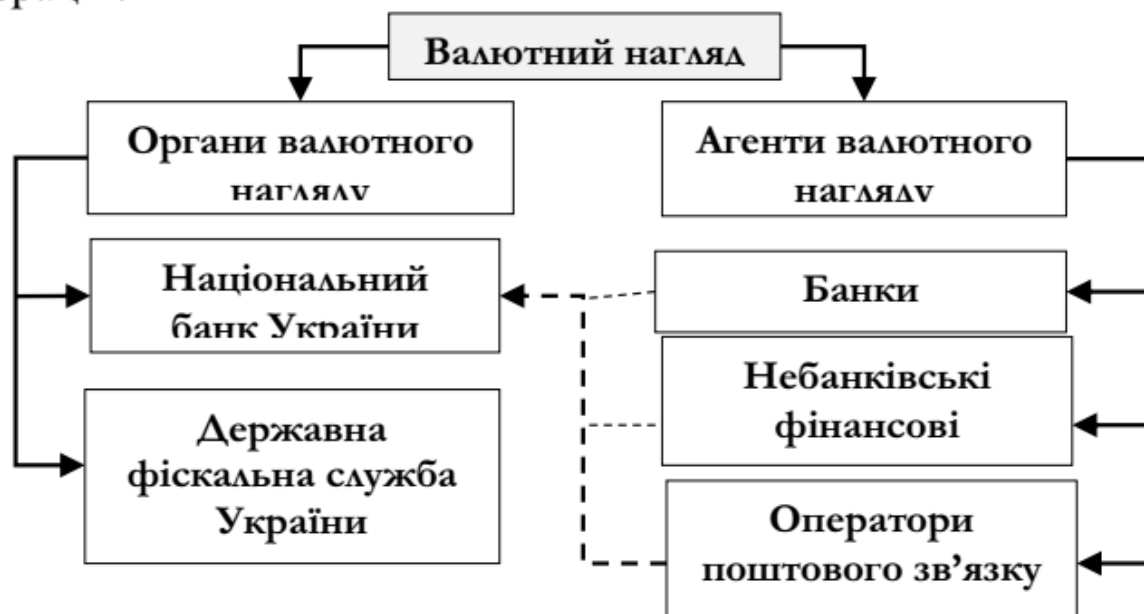 Валютний нагляд
Органи валютного
нагляду
Агенти валютного
нагляду
Національний
банк України
Банки
Державна
фіскальна служба
України
Небанківські
фінансові
Оператори
поштового зв’язку